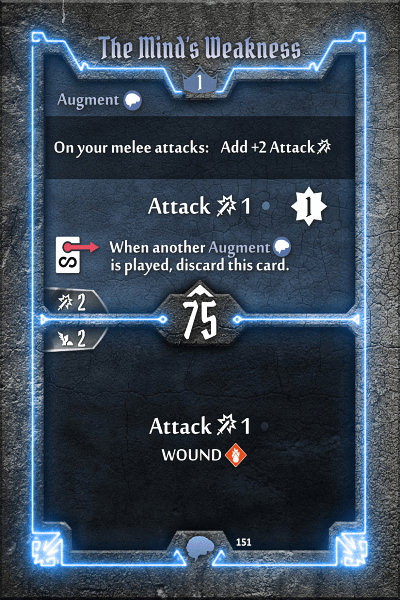 The Mind's Weakness
1
Augment
On your melee attacks: Add +2 Attack
Attack 1
1
When another Augment
is played, discard this card.
2
75
2
Attack 1
WOUND
151